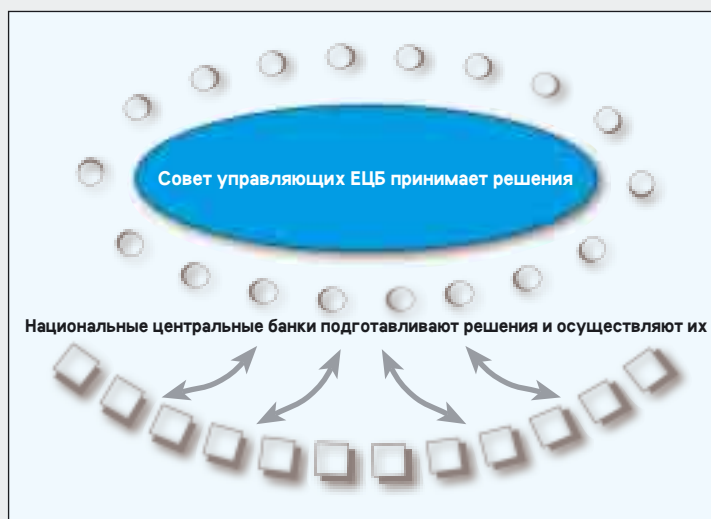 Совет управляющих ЕЦБ принимает решения
Национальные центральные банки подготавливают решения и осуществляют их